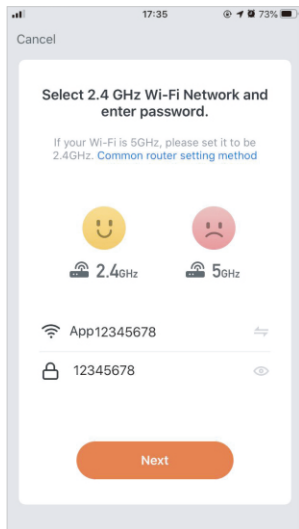 17:35
73%
Cancel
Select 2.4 GHz Wi-Fi Network and
enter password.
If your Wi-Fi is 5GHz, please set it to be
2.4GHz. Common router setting method
2.4GHz 5GHz
App12345678
12345678
Next